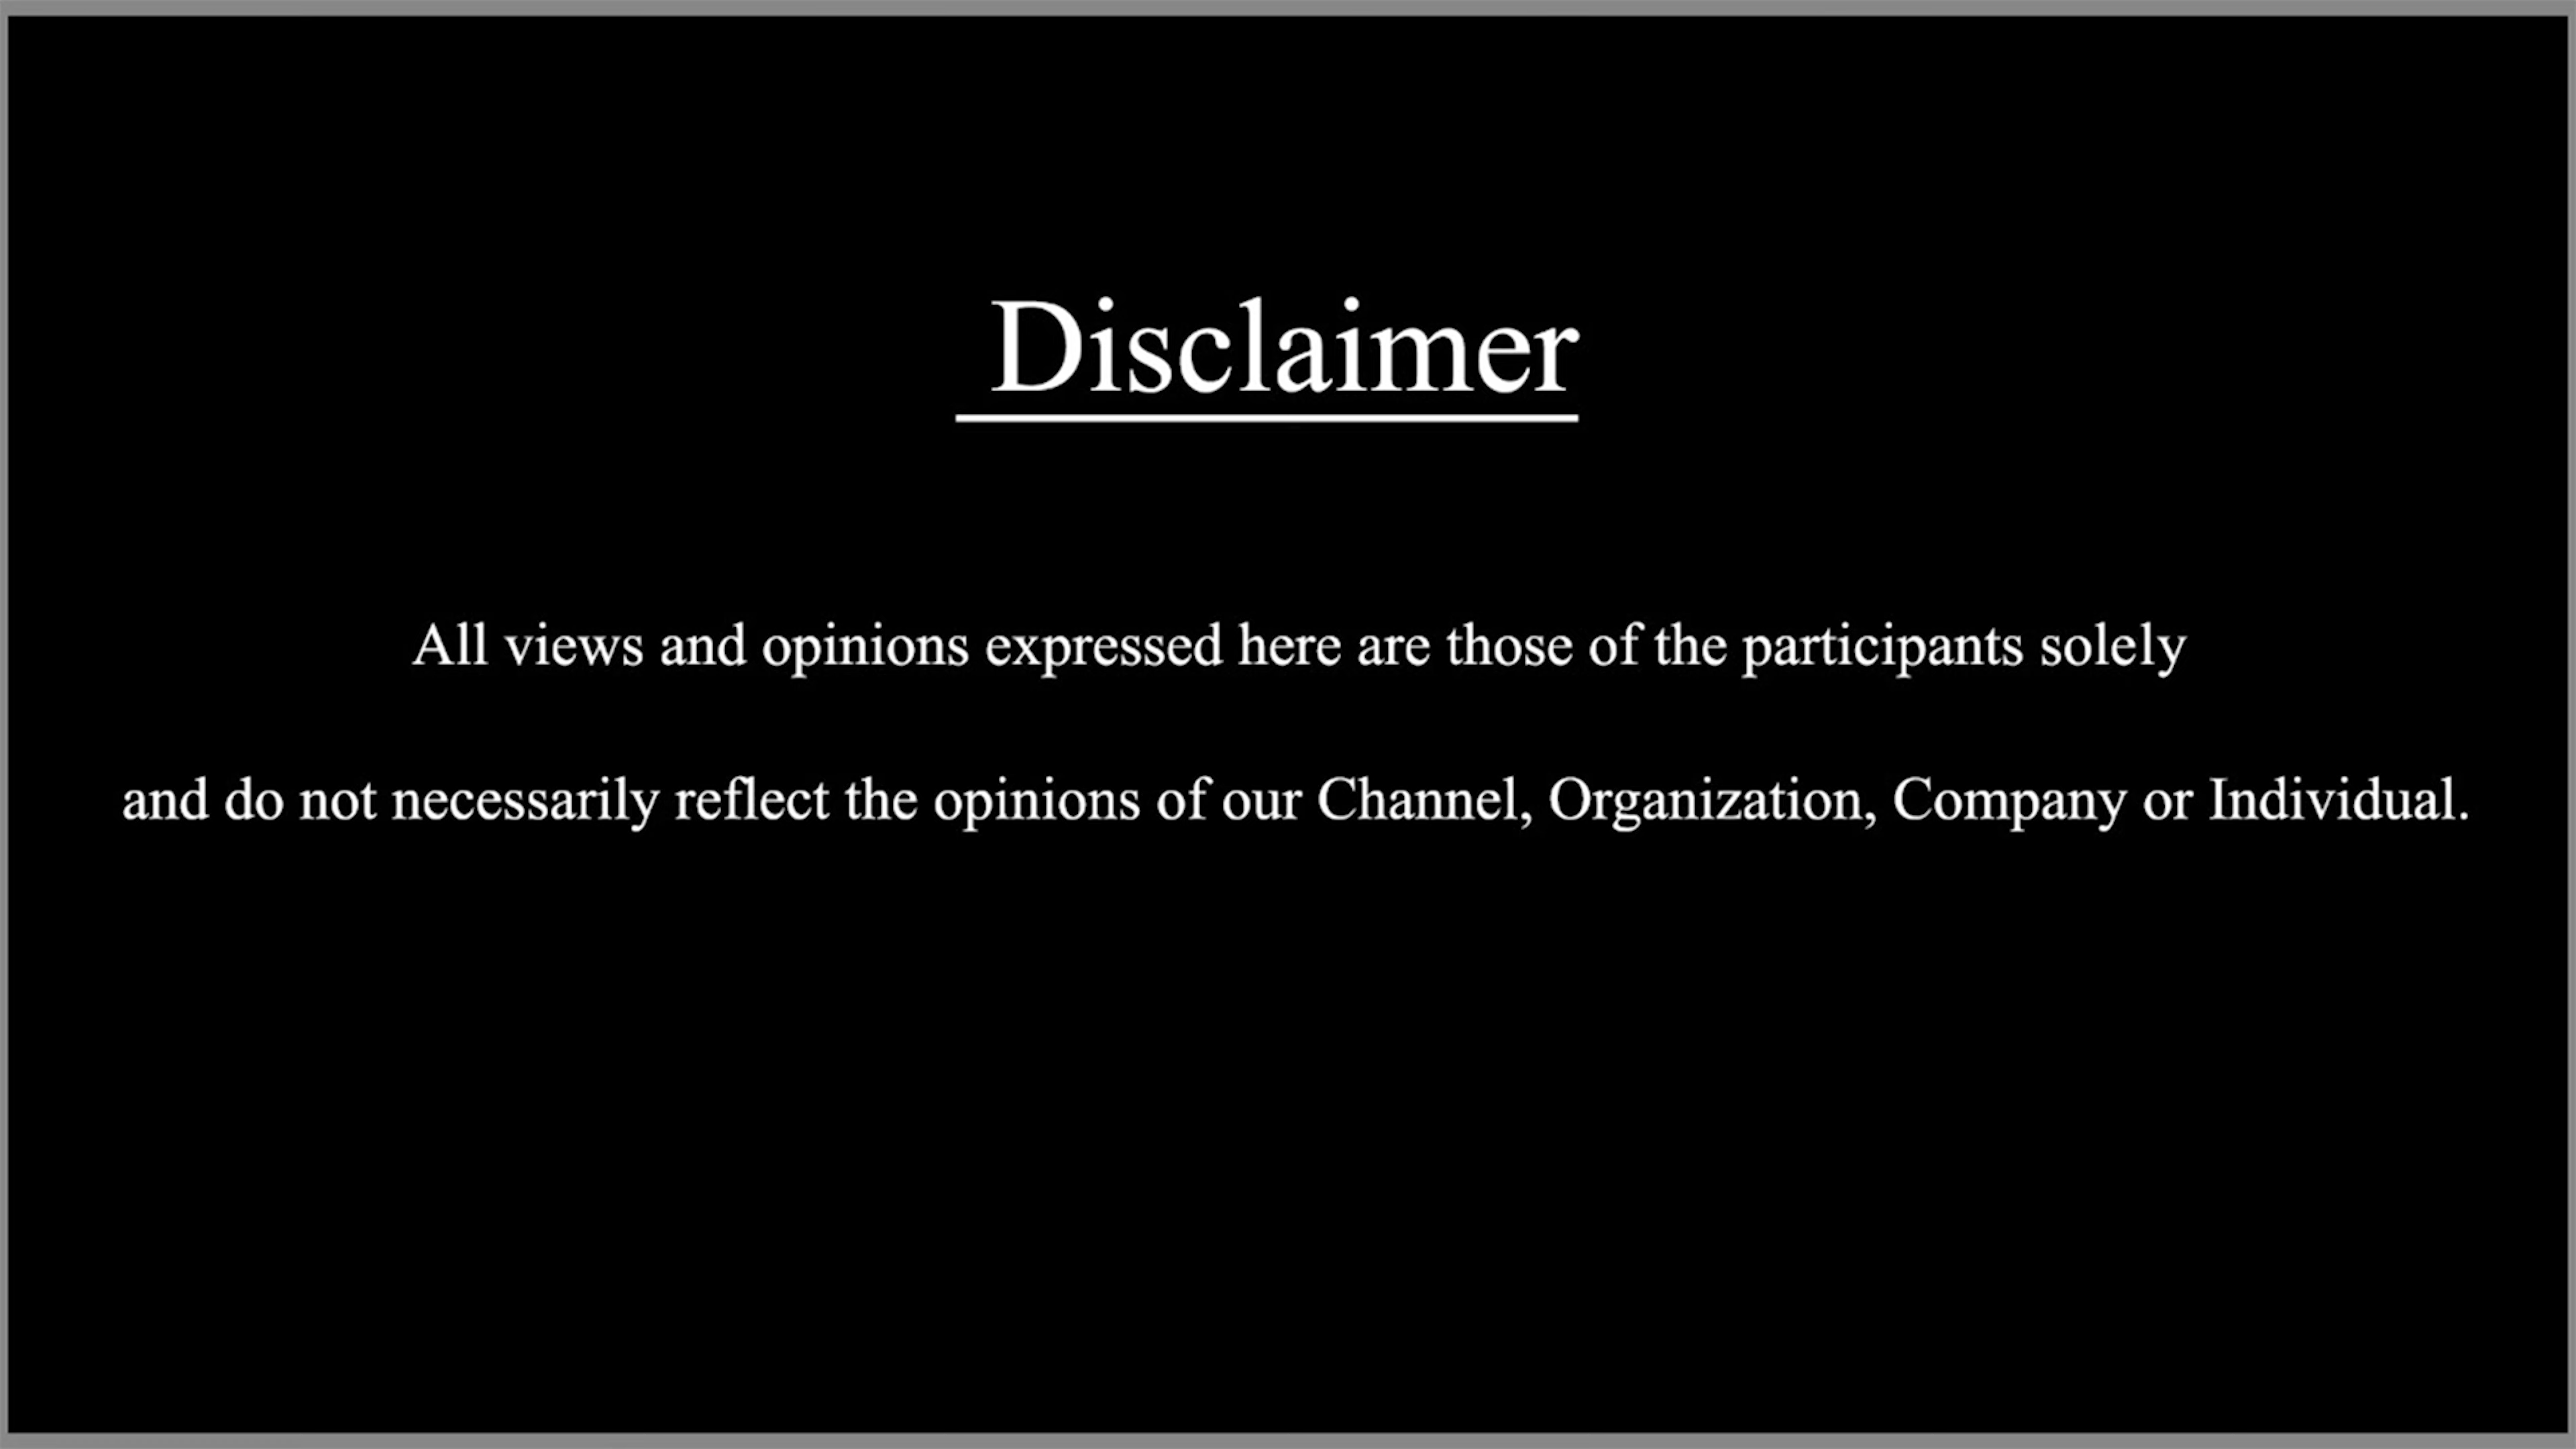 Disclaimer
All views and opinions expressed here are those of the participants solely
and do not necessarily reflect the opinions of our Channel, Organization, Company or Individual.